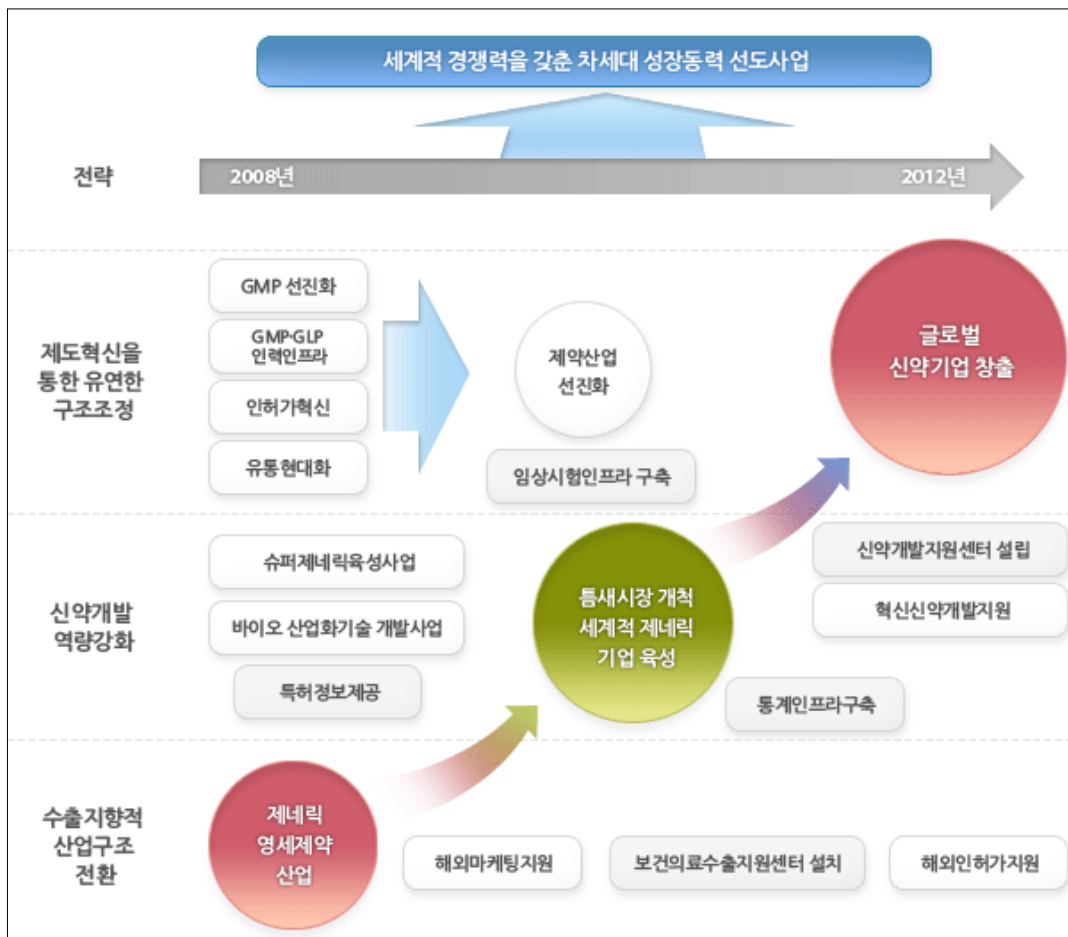 세계적 경쟁력을 갖춘 차세대 성장동력 선도사업
전략
2008년
2012년
제도혁신을
통한 유연한
구조조정
GMP 선진화
GMP·GLP
인력인프라
인허가혁신
유통현대화
제약산업
선진화
임상시험인프라 구축
글로벌
신약기업 창출
신약개발
역량강화
슈퍼제네릭육성사업
바이오 산업화기술 개발사업
특허정보제공
틈새시장 개척
세계적 제네릭
기업 육성
신약개발지원센터 설립
혁신신약개발지원
통계인프라구축
수출지향적
산업구조
전환
제네릭
영세제약
산업
해외마케팅지원
보건의료수출지원센터 설치
해외인허가지원